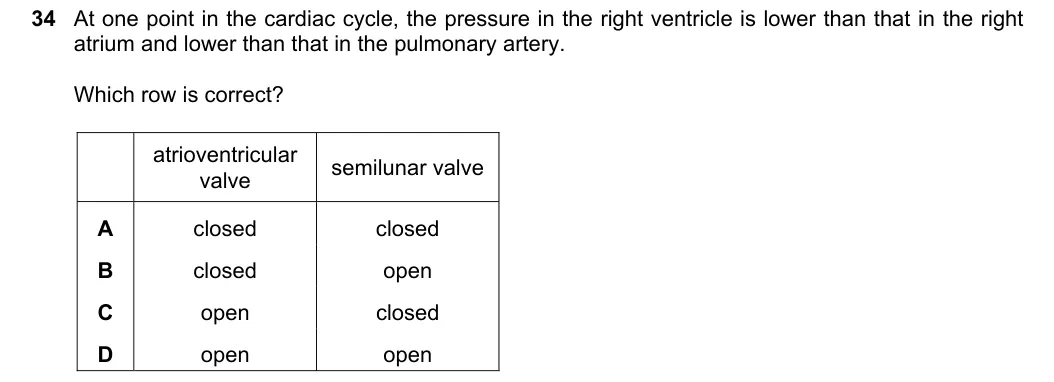 34 At one point in the cardiac cycle, the pressure in the right ventricle is lower than that in the right
atrium and lower than that in the pulmonary artery.
Which row is correct?
atrioventricular
valve
semilunar valve
A closed closed
B closed open
C open closed
D open open